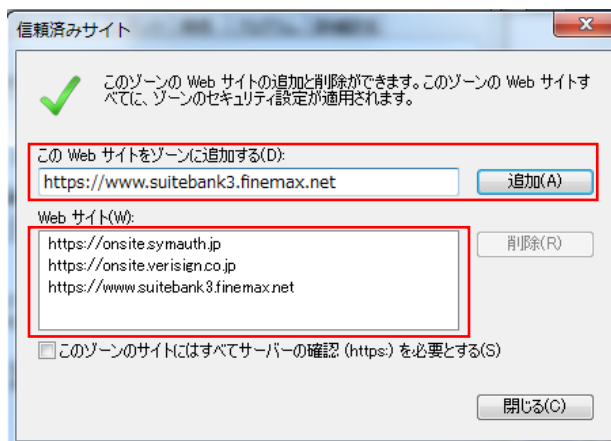 信頼済みサイト
このゾーンの Web サイトの追加と削除ができます。このゾーンの Web サイトす
べてに、ゾーンのセキュリティ設定が適用されます。
この Web サイトをゾーンに追加する(D):
https://www.suitebank3.finemax.net
追加(A)
Web サイト(W):
https://onsite.symauth.jp
https://onsite.verisign.co.jp
https://www.suitebank3.finemax.net
削除(R)
このゾーンのサイトにはすべてサーバーの確認 (https:) を必要とする(S)
閉じる(C)